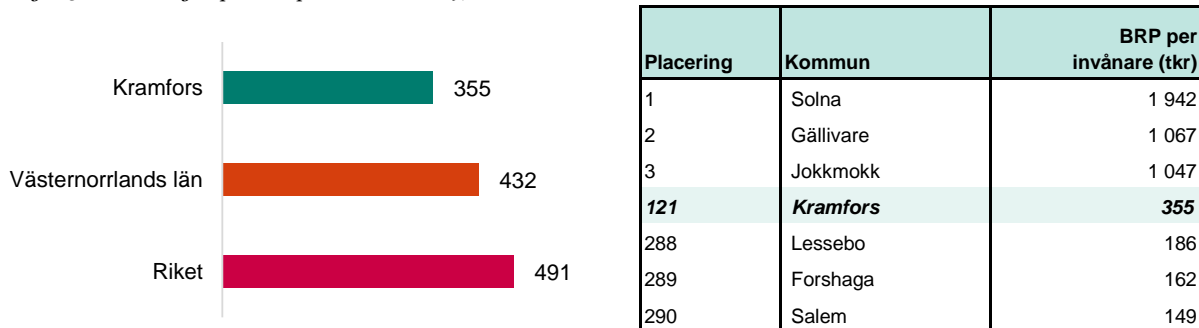 Kramfors 355
Västernorrlands län 432
Riket 491
Placering Kommun BRP per invånare (tkr)
1 Solna 1 942
2 Gällivare 1 067
3 Jokkmokk 1 047
121 Kramfors 355
288 Lessebo 186
289 Forshaga 162
290 Salem 149